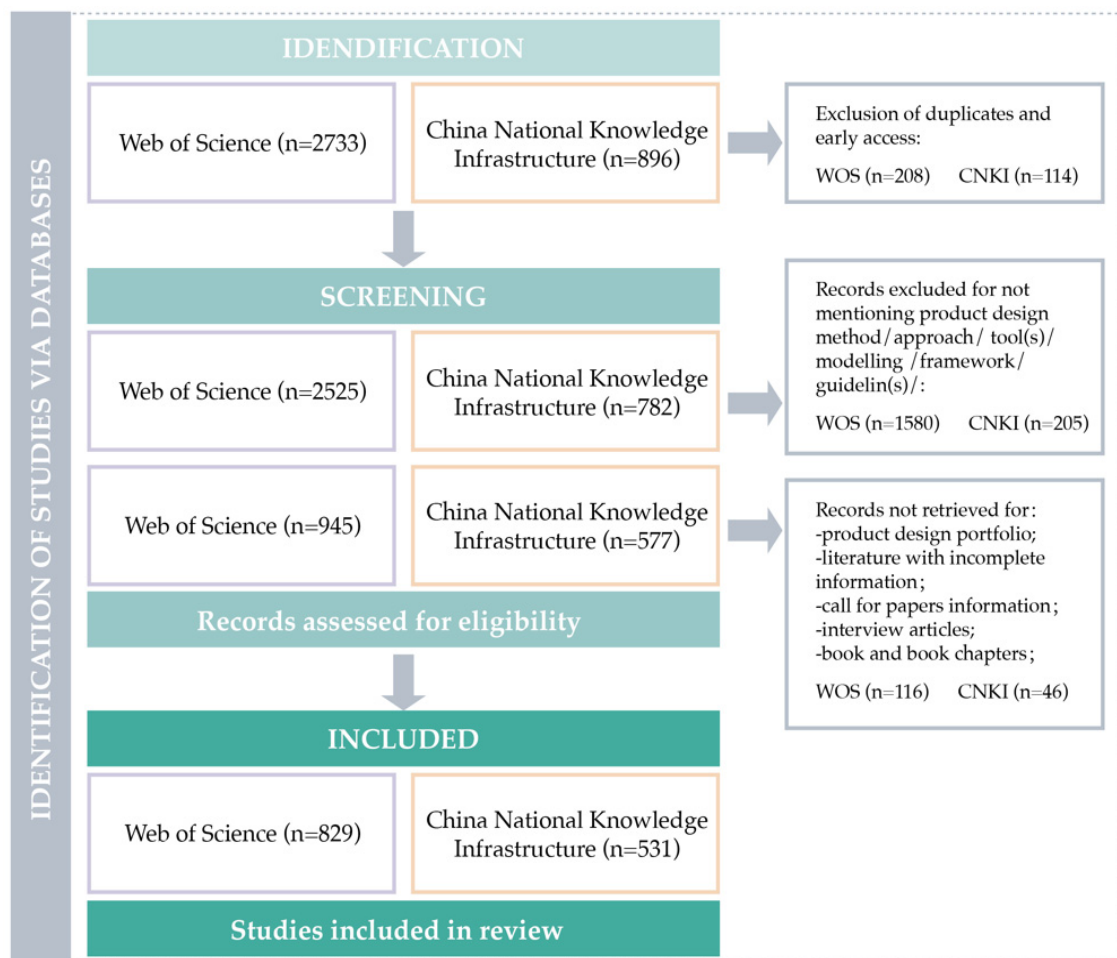 IDENTIFICATION OF STUDIES VIA DATABASES
IDENDIFICATION
Web of Science (n=2733)
China National Knowledge
Infrastructure (n=896)
Exclusion of duplicates and
early access:
WOS (n=208) CNKI (n=114)
SCREENING
Web of Science (n=2525)
China National Knowledge
Infrastructure (n=782)
Records excluded for not
mentioning product design
method/approach/ tool(s)/
modelling /framework/
guidelin(s)/:
WOS (n=1580) CNKI (n=205)
Web of Science (n=945)
China National Knowledge
Infrastructure (n=577)
Records assessed for eligibility
Records not retrieved for:
-product design portfolio;
-literature with incomplete
information;
-call for papers information;
-interview articles;
-book and book chapters;
WOS (n=116) CNKI (n=46)
INCLUDED
Web of Science (n=829)
China National Knowledge
Infrastructure (n=531)
Studies included in review